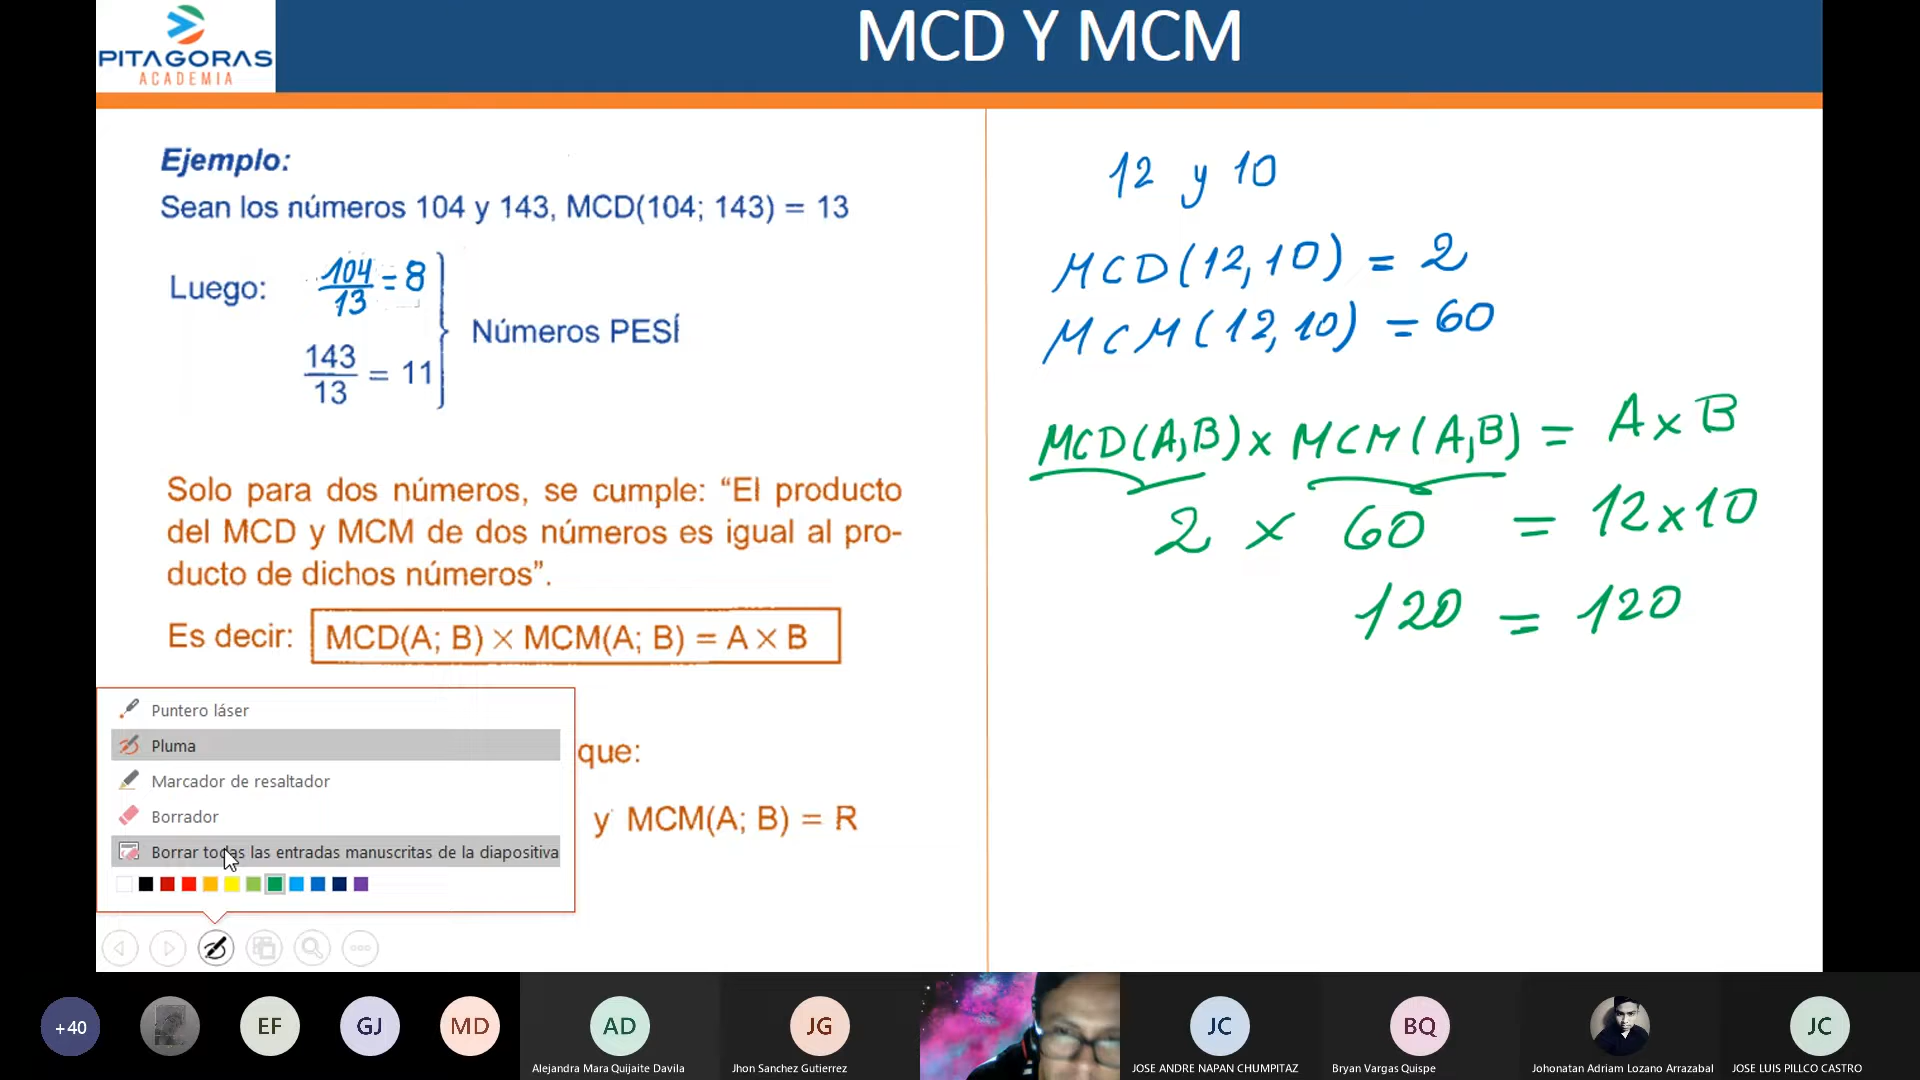 PITAGORAS
ACADEMIA
MCD Y MCM
Ejemplo:
Sean los números 104 y 143, MCD(104; 143) = 13
Luego:
104/13 = 8
143/13 = 11
Números PESÍ
Solo para dos números, se cumple: “El producto
del MCD y MCM de dos números es igual al pro-
ducto de dichos números”.
Es decir: MCD(A; B) × MCM(A; B) = A × B
que:
y MCM(A; B) = R
12 y 10
MCD(12,10) = 2
MCM(12,10) = 60
MCD(A,B) x MCM(A,B) = A x B
2 x 60 = 12x10
120 = 120
Puntero láser
Pluma
Marcador de resaltador
Borrador
Borrar todas las entradas manuscritas de la diapositiva
+40
EF
GJ
MD
AD
Alejandra Mara Quijaite Davila
JG
Jhon Sanchez Gutierrez
JC
JOSE ANDRE NAPAN CHUMPITAZ
BQ
Bryan Vargas Quispe
Johonatan Adriam Lozano Arrazabal
JC
JOSE LUIS PILLCO CASTRO